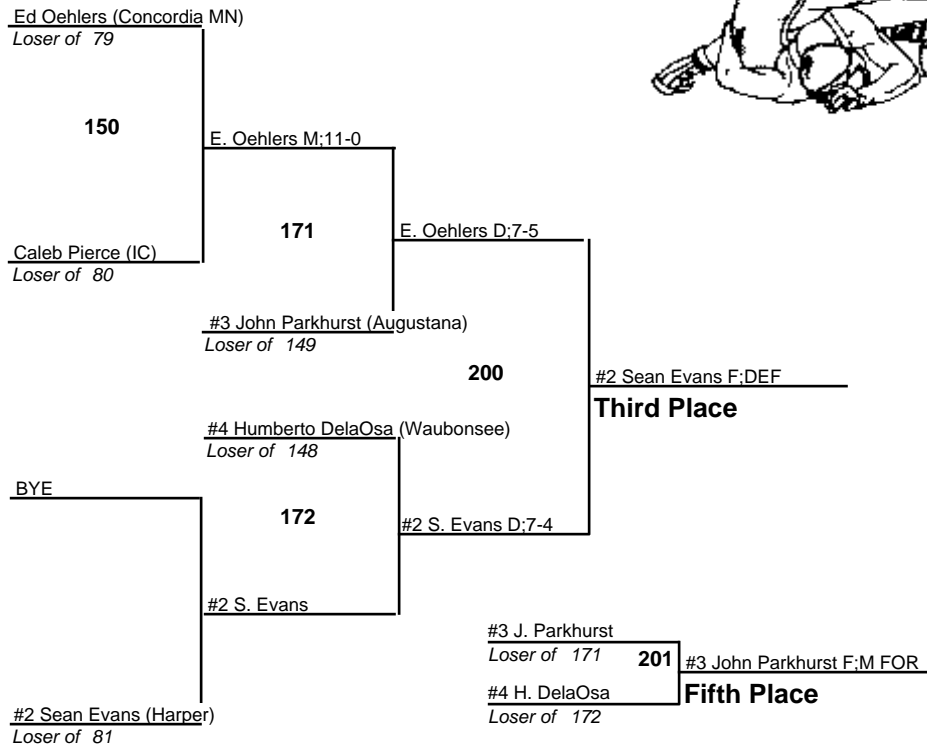 Ed Oehlers (Concordia MN)
Loser of 79
150
E. Oehlers M;11-0
171
E. Oehlers D;7-5
Caleb Pierce (IC)
Loser of 80
#3 John Parkhurst (Augustana)
Loser of 149
200
#2 Sean Evans F;DEF
Third Place
#4 Humberto DelaOsa (Waubonsee)
Loser of 148
BYE
172
#2 S. Evans D;7-4
#2 S. Evans
#2 Sean Evans (Harper)
Loser of 81
#3 J. Parkhurst
Loser of 171
201
#3 John Parkhurst F;M FOR
Fifth Place
#4 H. DelaOsa
Loser of 172